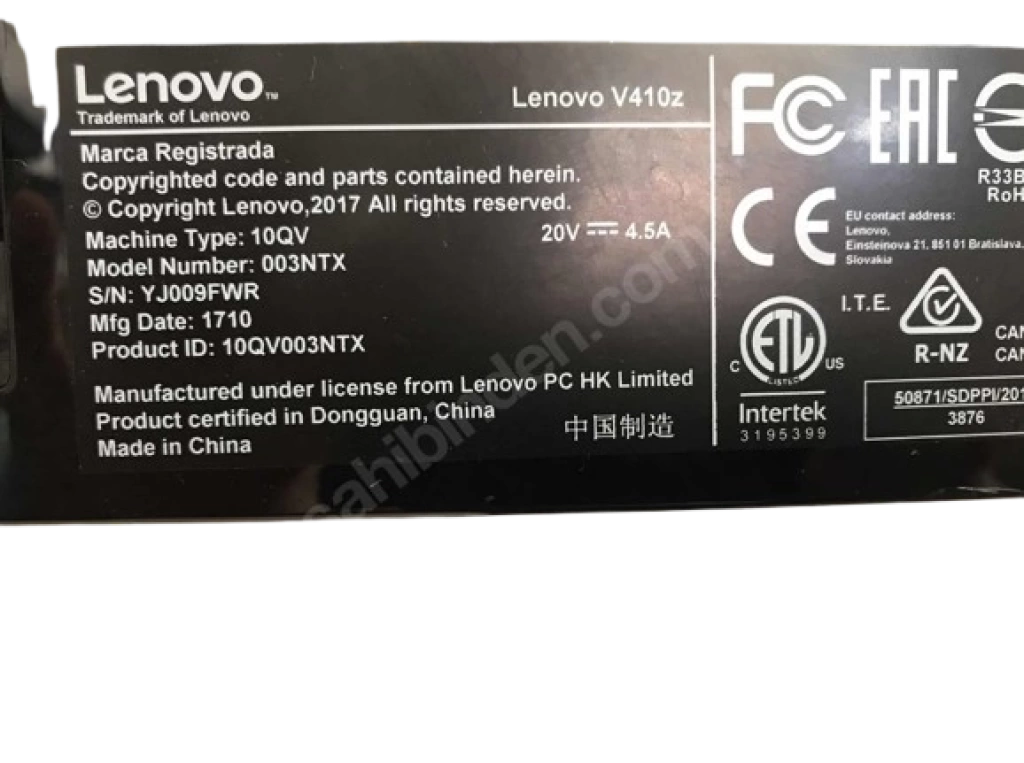 Lenovo™
Trademark of Lenovo
Lenovo V410z
Marca Registrada
Copyrighted code and parts contained herein.
© Copyright Lenovo,2017 All rights reserved.
Machine Type: 10QV
20V 4.5A
Model Number: 003NTX
S/N: YJ009FWR
Mfg Date: 1710
Product ID: 10QV003NTX
Manufactured under license from Lenovo PC HK Limited
Product certified in Dongguan, China
Made in China
中国制造
FC EAC
R33B
RoH
CE
EU contact address:
Lenovo,
Einsteinova 21, 851 01 Bratislava,
Slovakia
I.T.E.
C ETL US
LISTED
Intertek
3195399
R-NZ
CAN
CAN
50871/SDPPI/201
3876
sahibinden.com